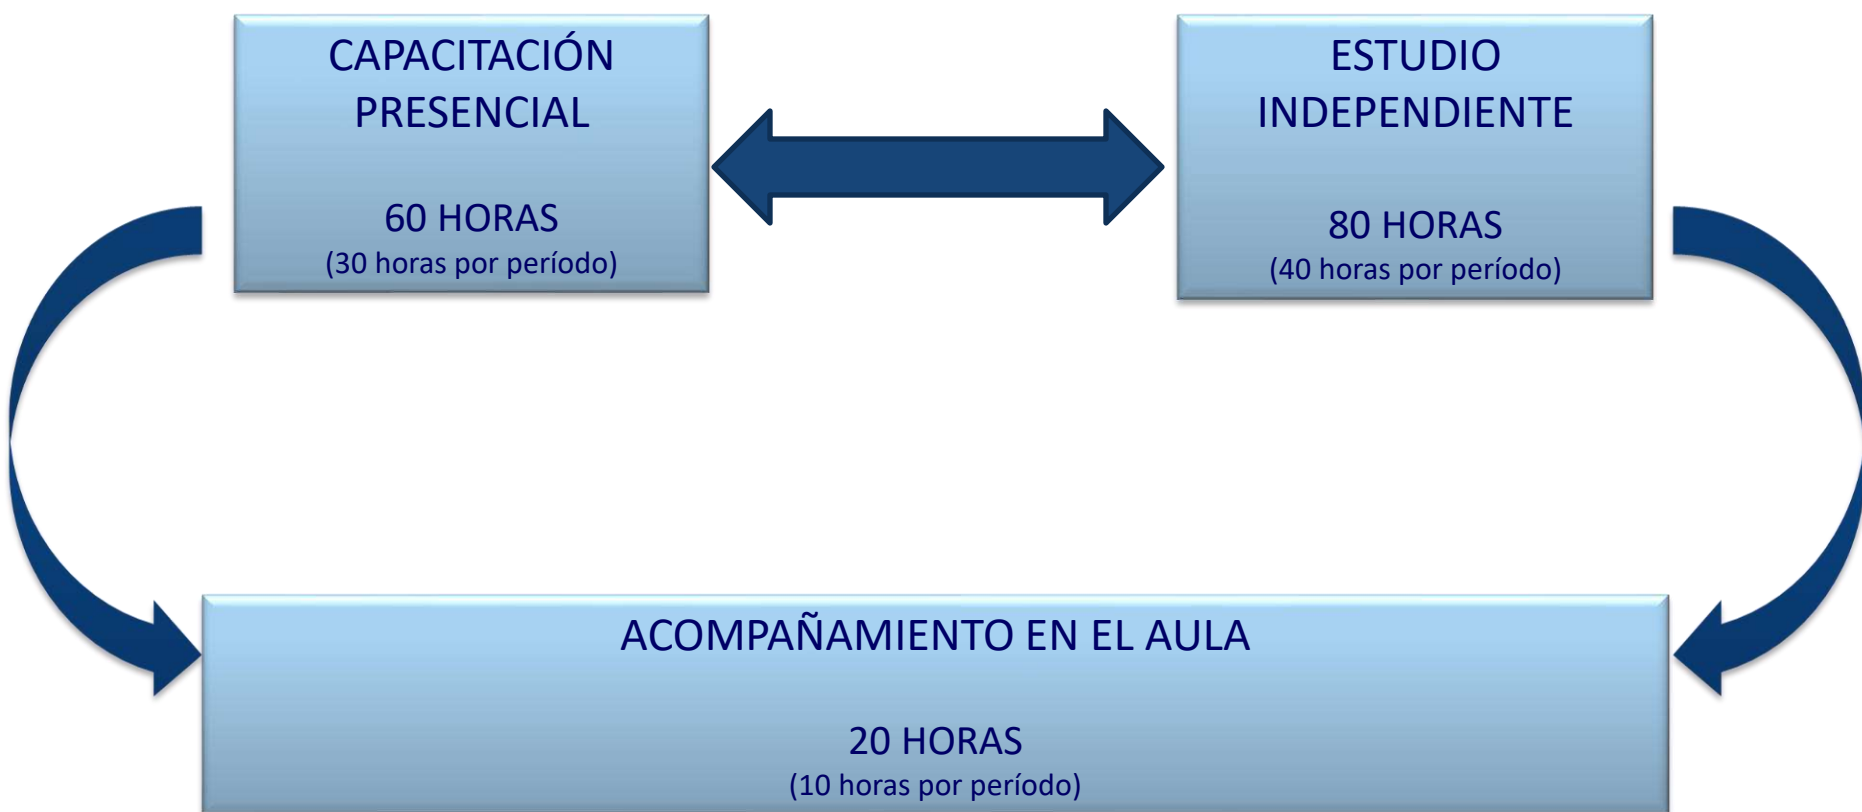 CAPACITACIÓN
PRESENCIAL
60 HORAS
(30 horas por período)
ESTUDIO
INDEPENDIENTE
80 HORAS
(40 horas por período)
ACOMPAÑAMIENTO EN EL AULA
20 HORAS
(10 horas por período)